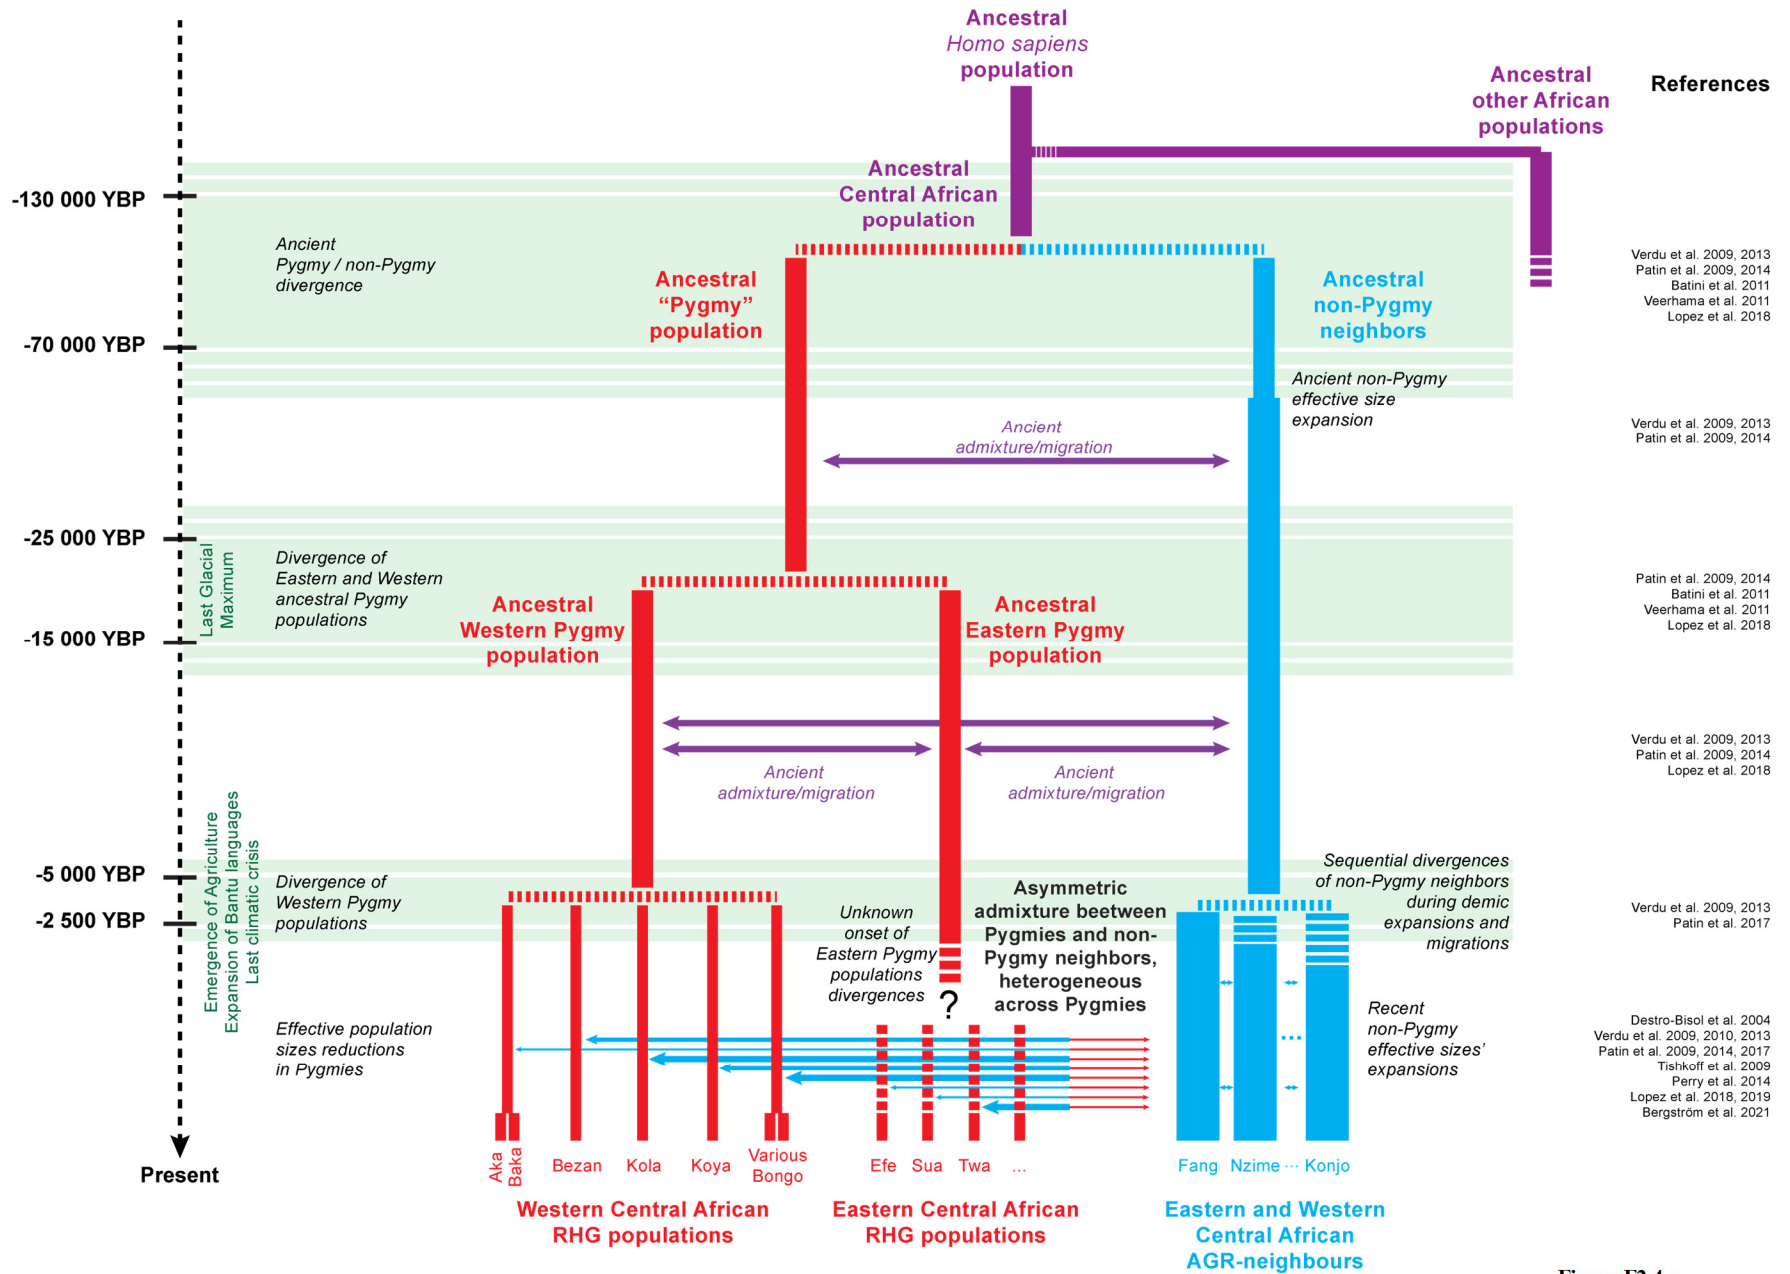 Ancestral
Homo sapiens
population
Ancestral
other African
populations
References
Ancestral
Central African
population
-130 000 YBP
Ancient
Pygmy / non-Pygmy
divergence
Ancestral
“Pygmy”
population
Ancestral
non-Pygmy
neighbors
Verdu et al. 2009, 2013
Patin et al. 2009, 2014
Batini et al. 2011
Veerhama et al. 2011
Lopez et al. 2018
-70 000 YBP
Ancient non-Pygmy
effective size
expansion
Ancient
admixture/migration
Verdu et al. 2009, 2013
Patin et al. 2009, 2014
-25 000 YBP
Last Glacial
Maximum
Divergence of
Eastern and Western
ancestral Pygmy
populations
Patin et al. 2009, 2014
Batini et al. 2011
Veerhama et al. 2011
Lopez et al. 2018
Ancestral
Western Pygmy
population
Ancestral
Eastern Pygmy
population
-15 000 YBP
Ancient
admixture/migration
Ancient
admixture/migration
Verdu et al. 2009, 2013
Patin et al. 2009, 2014
Lopez et al. 2018
-5 000 YBP
-2 500 YBP
Emergence of Agriculture
Expansion of Bantu languages
Last climatic crisis
Divergence of
Western Pygmy
populations
Unknown
onset of
Eastern Pygmy
populations
divergences
?
Asymmetric
admixture beetween
Pygmies and non-
Pygmy neighbors,
heterogeneous
across Pygmies
Sequential divergences
of non-Pygmy neighbors
during demic
expansions and
migrations
Verdu et al. 2009, 2013
Patin et al. 2017
Effective population
sizes reductions
in Pygmies
Recent
non-Pygmy
effective sizes’
expansions
Destro-Bisol et al. 2004
Verdu et al. 2009, 2010, 2013
Patin et al. 2009, 2014, 2017
Tishkoff et al. 2009
Perry et al. 2014
Lopez et al. 2018, 2019
Bergström et al. 2021
Present
Aka
Baka
Bezan
Kola
Koya
Various
Bongo
Efe
Sua
Twa
...
Fang
Nzime
...
Konjo
Western Central African
RHG populations
Eastern Central African
RHG populations
Eastern and Western
Central African
AGR-neighbours